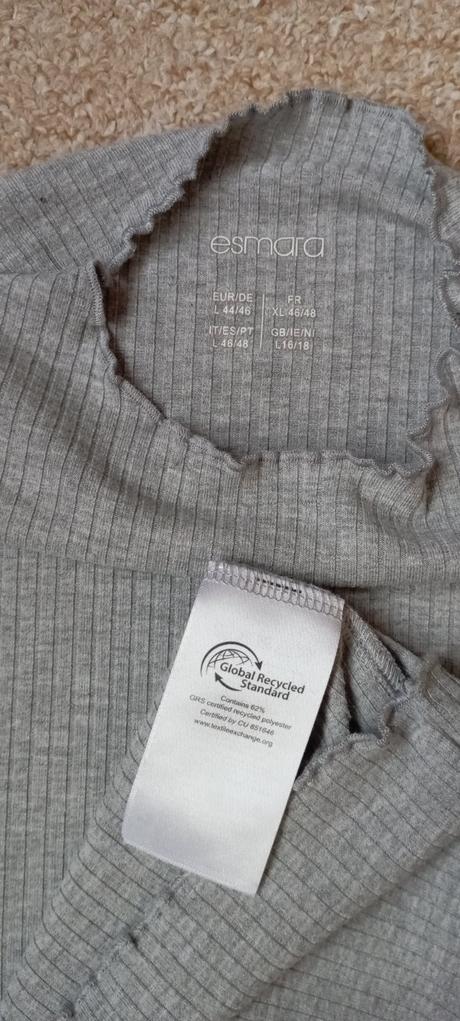 esmara
EUR/DE
L 44/46
FR
XL 46/48
IT/ES/PT
L 46/48
GB/IE/NI
L16/18
Global Recycled
Standard
Contains 62%
GRS certified recycled polyester
Certified by CU 851646
www.textileexchange.org